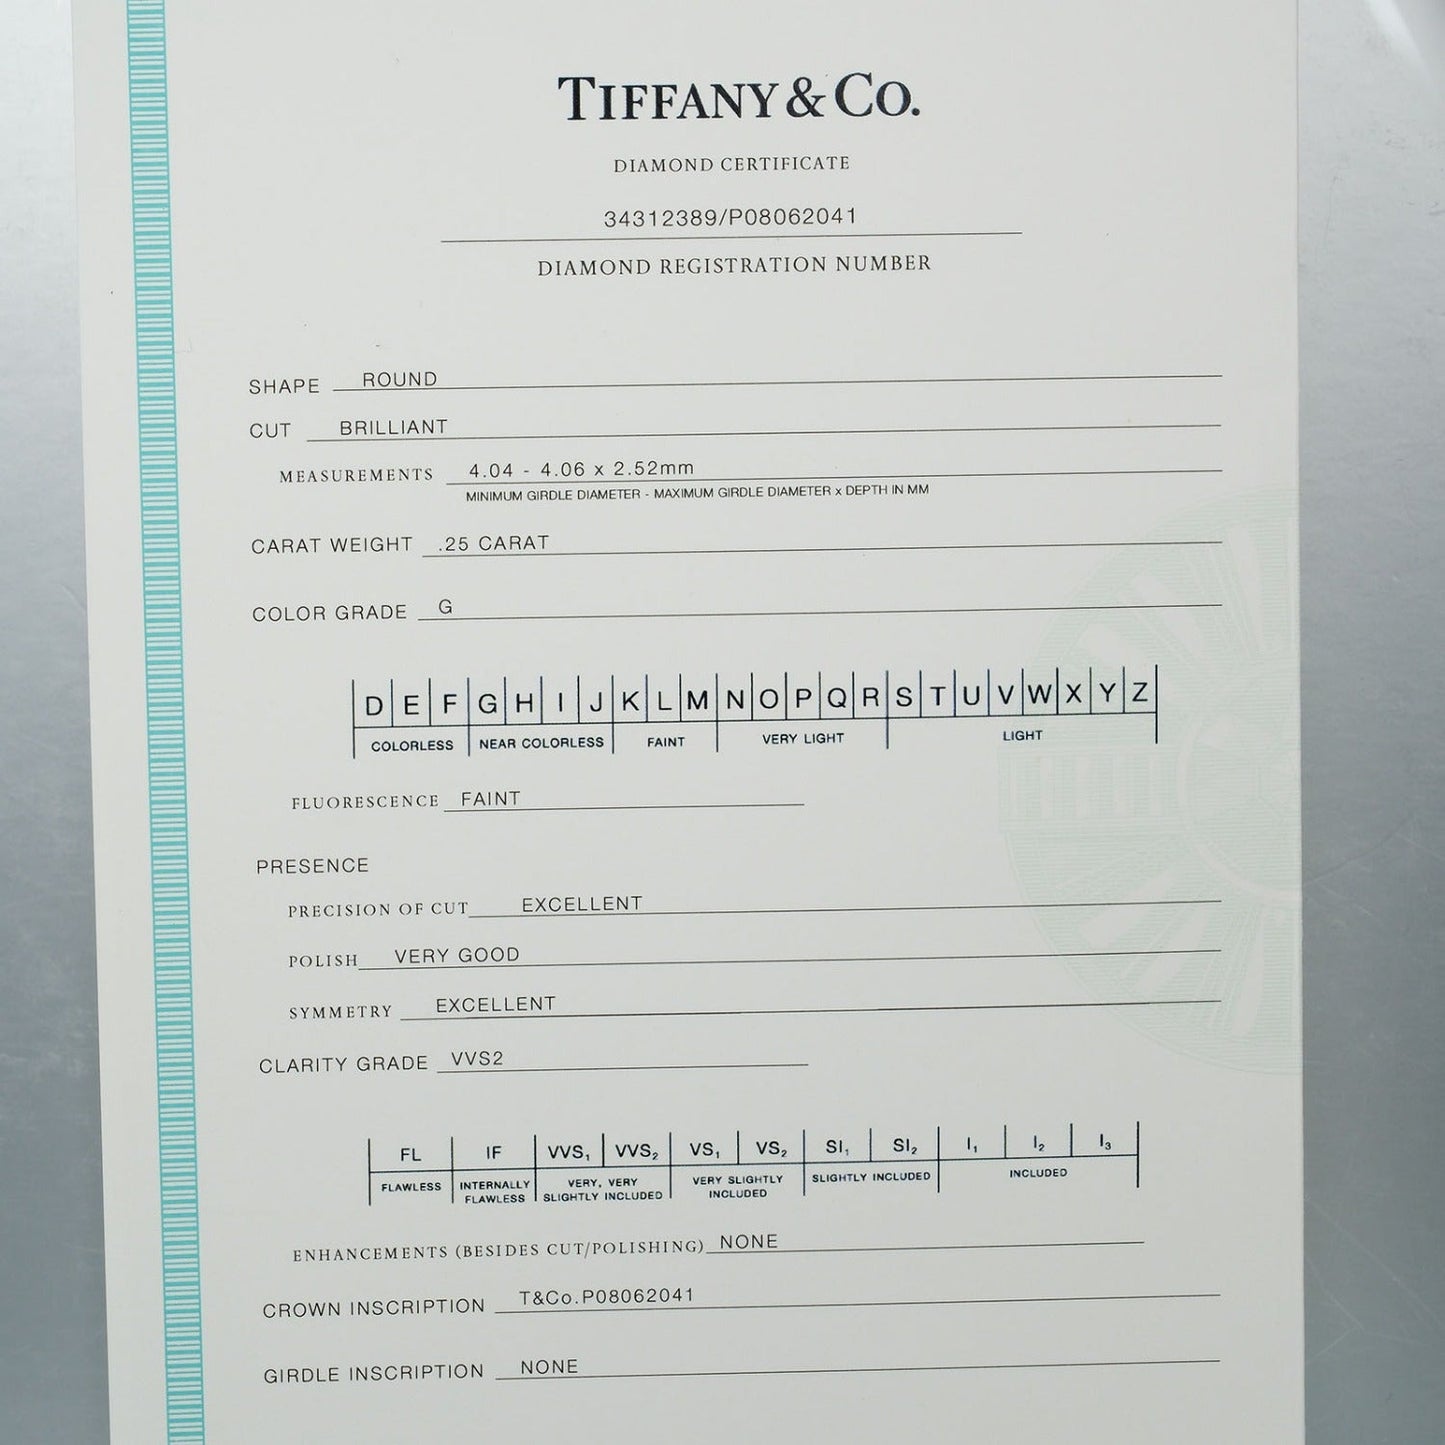 TIFFANY & CO.
DIAMOND CERTIFICATE
34312389/P08062041
DIAMOND REGISTRATION NUMBER
SHAPE ROUND
CUT BRILLIANT
MEASUREMENTS 4.04 - 4.06 x 2.52mm
MINIMUM GIRDLE DIAMETER - MAXIMUM GIRDLE DIAMETER x DEPTH IN MM
CARAT WEIGHT .25 CARAT
COLOR GRADE G
D E F G H I J K L M N O P Q R S T U V W X Y Z
COLORLESS NEAR COLORLESS FAINT VERY LIGHT LIGHT
FLUORESCENCE FAINT
PRESENCE
PRECISION OF CUT EXCELLENT
POLISH VERY GOOD
SYMMETRY EXCELLENT
CLARITY GRADE VVS2
FL IF VVS₁ VVS₂ VS₁ VS₂ SI₁ SI₂ I₁ I₂ I₃
FLAWLESS INTERNALLY FLAWLESS VERY, VERY SLIGHTLY INCLUDED VERY SLIGHTLY INCLUDED SLIGHTLY INCLUDED INCLUDED
ENHANCEMENTS (BESIDES CUT/POLISHING) NONE
CROWN INSCRIPTION T&Co.P08062041
GIRDLE INSCRIPTION NONE